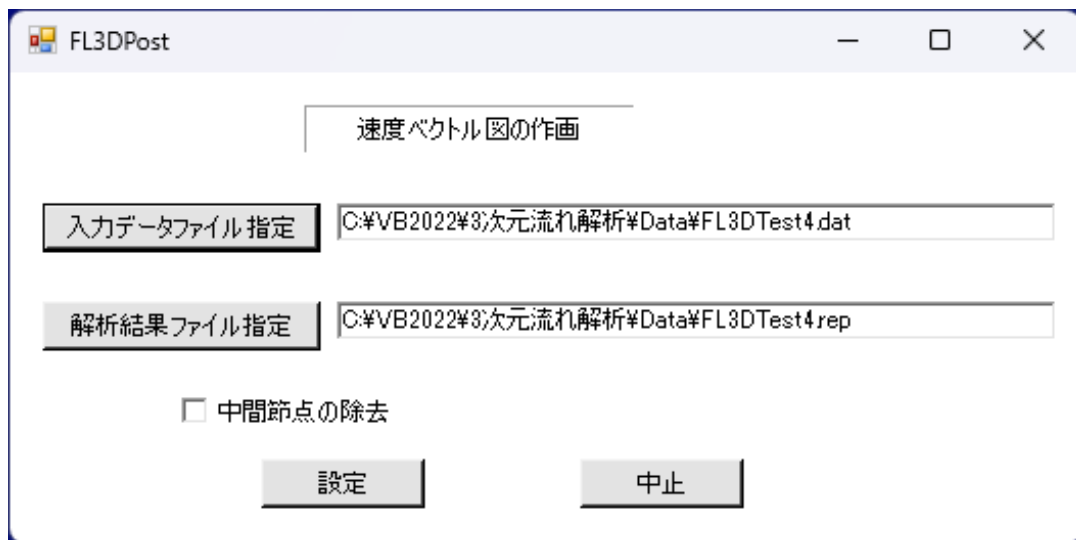 FL3DPost
速度ベクトル図の作画
入力データファイル指定
C:¥VB2022¥3次元流れ解析¥Data¥FL3DTest4.dat
解析結果ファイル指定
C:¥VB2022¥3次元流れ解析¥Data¥FL3DTest4.rep
中間節点の除去
設定
中止